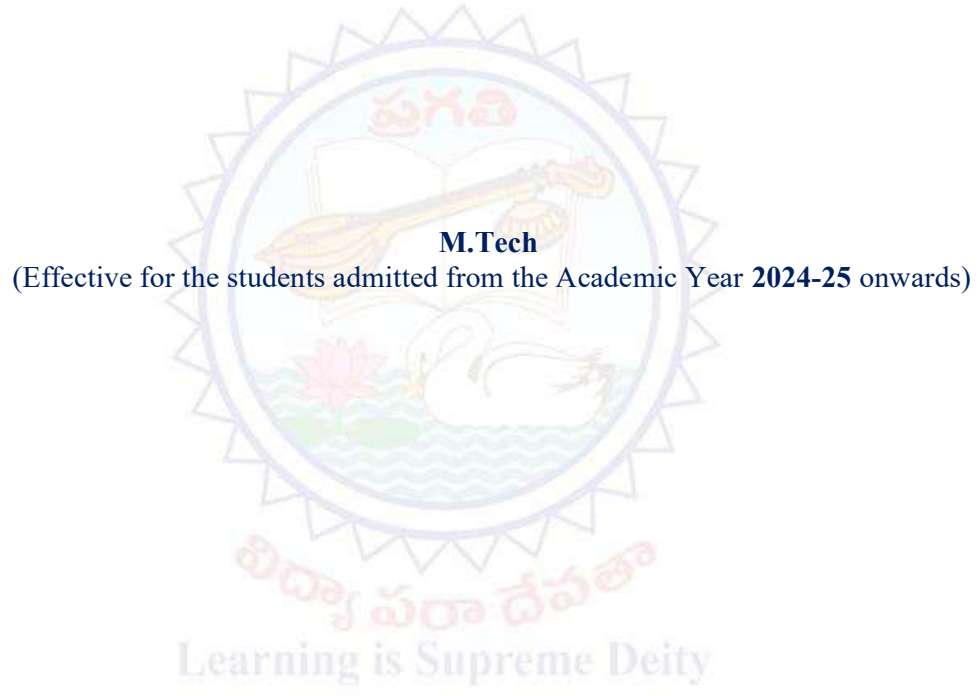 ప్రగతి
M.Tech
(Effective for the students admitted from the Academic Year 2024-25 onwards)
విద్యా పరా దేవతా
Learning is Supreme Deity